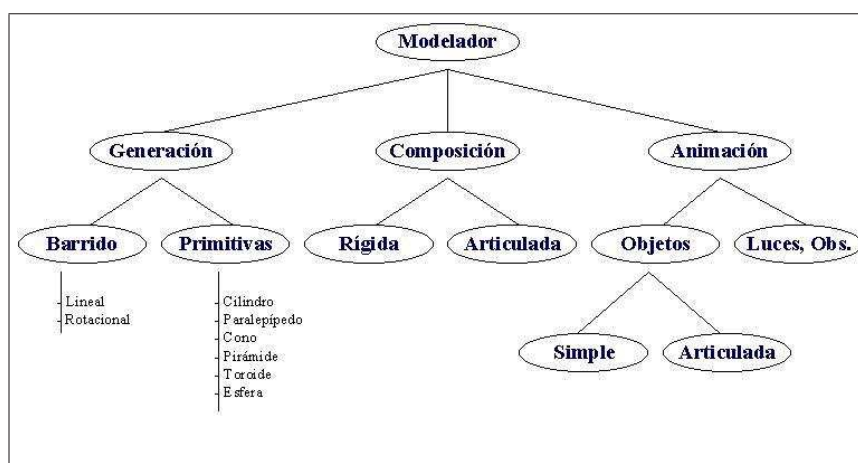 Modelador
Generación
Composición
Animación
Barrido
Primitivas
Rígida
Articulada
Objetos
Luces, Obs.
Lineal
Rotacional
Cilindro
Paralepípedo
Cono
Pirámide
Toroide
Esfera
Simple
Articulada